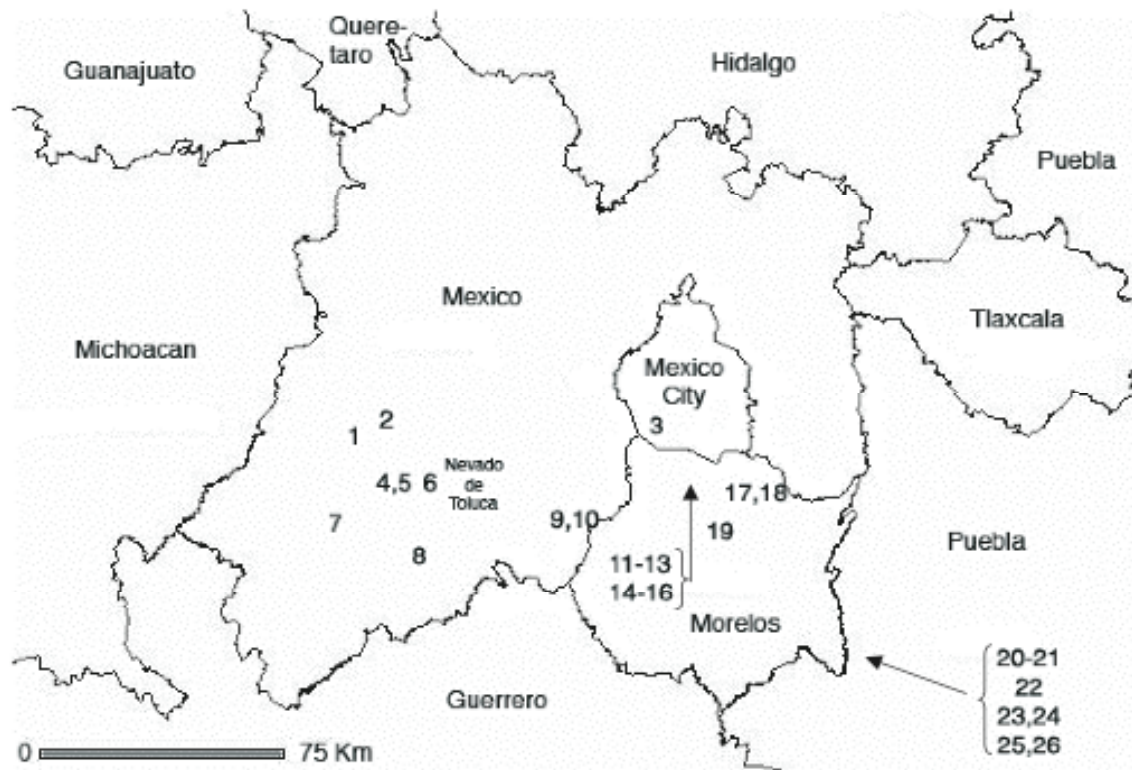 Quere-
taro
Guanajuato
Hidalgo
Puebla
Mexico
Tlaxcala
Michoacan
Mexico
City
3
2
1
4,5 6
Nevado
de
Toluca
17,18
7
9,10
19
8
11-13
14-16
Puebla
Morelos
20-21
22
23,24
25,26
Guerrero
0 75 Km